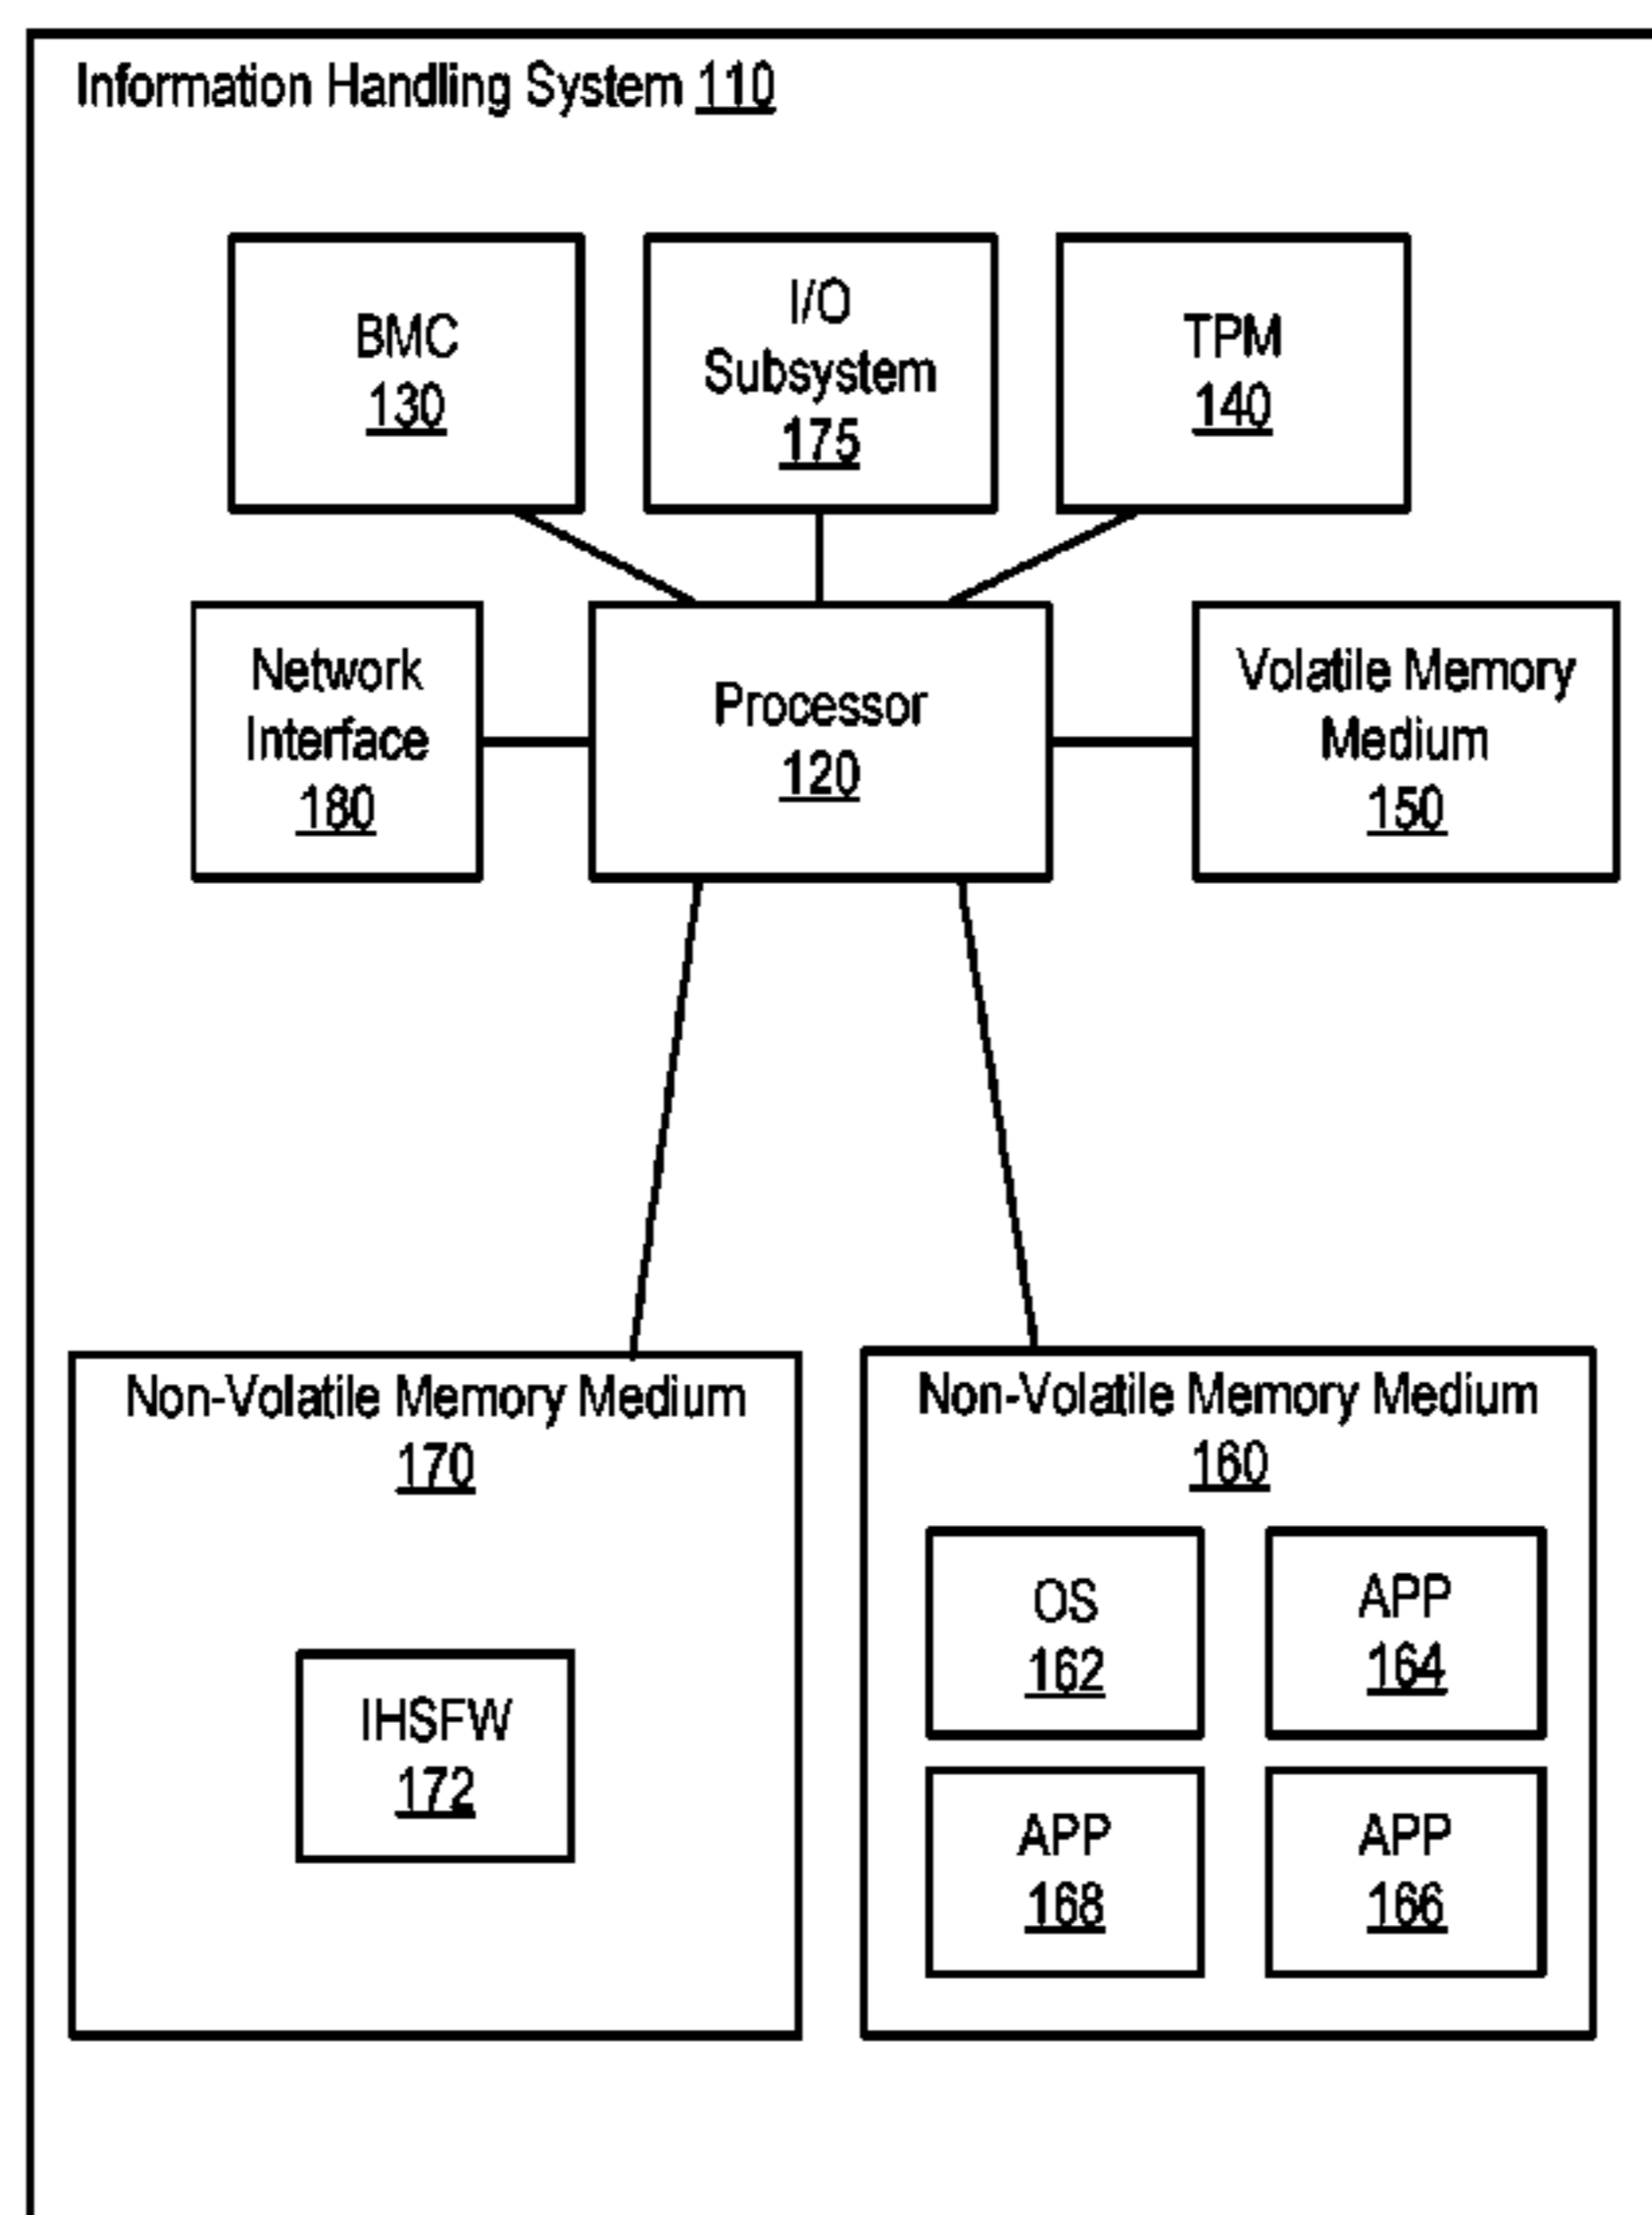 Information Handling System 110
BMC
130
I/O
Subsystem
175
TPM
140
Network
Interface
180
Processor
120
Volatile Memory
Medium
150
Non-Volatile Memory Medium
170
IHSFW
172
Non-Volatile Memory Medium
160
OS
162
APP
164
APP
168
APP
166